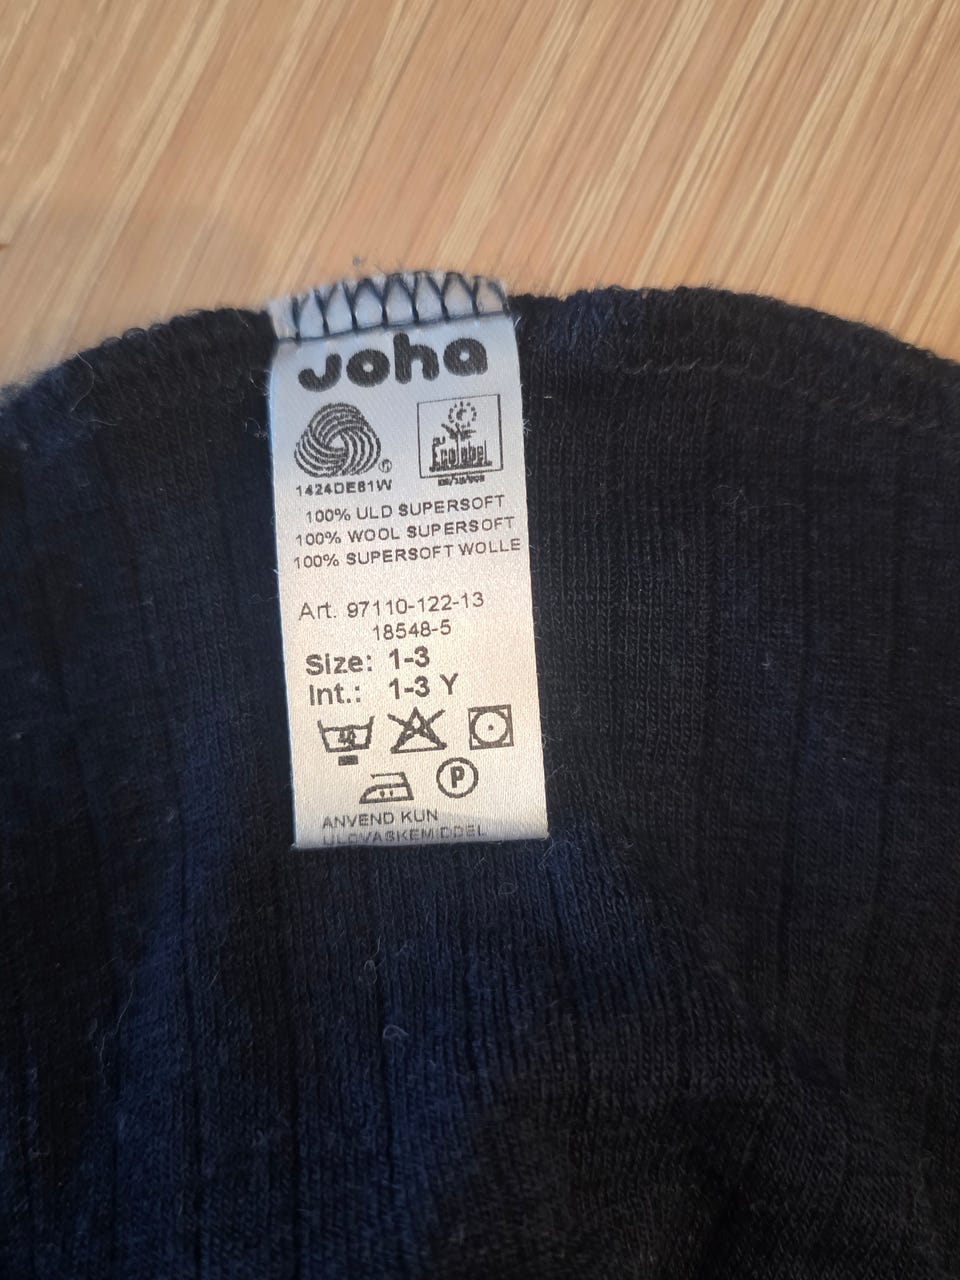 Joha
Ecolabel
1424DE81W
100% ULD SUPERSOFT
100% WOOL SUPERSOFT
100% SUPERSOFT WOLLE
Art. 97110-122-13
18548-5
Size: 1-3
Int.: 1-3 Y
40
P
ANVEND KUN
ULDVASKEMIDDEL